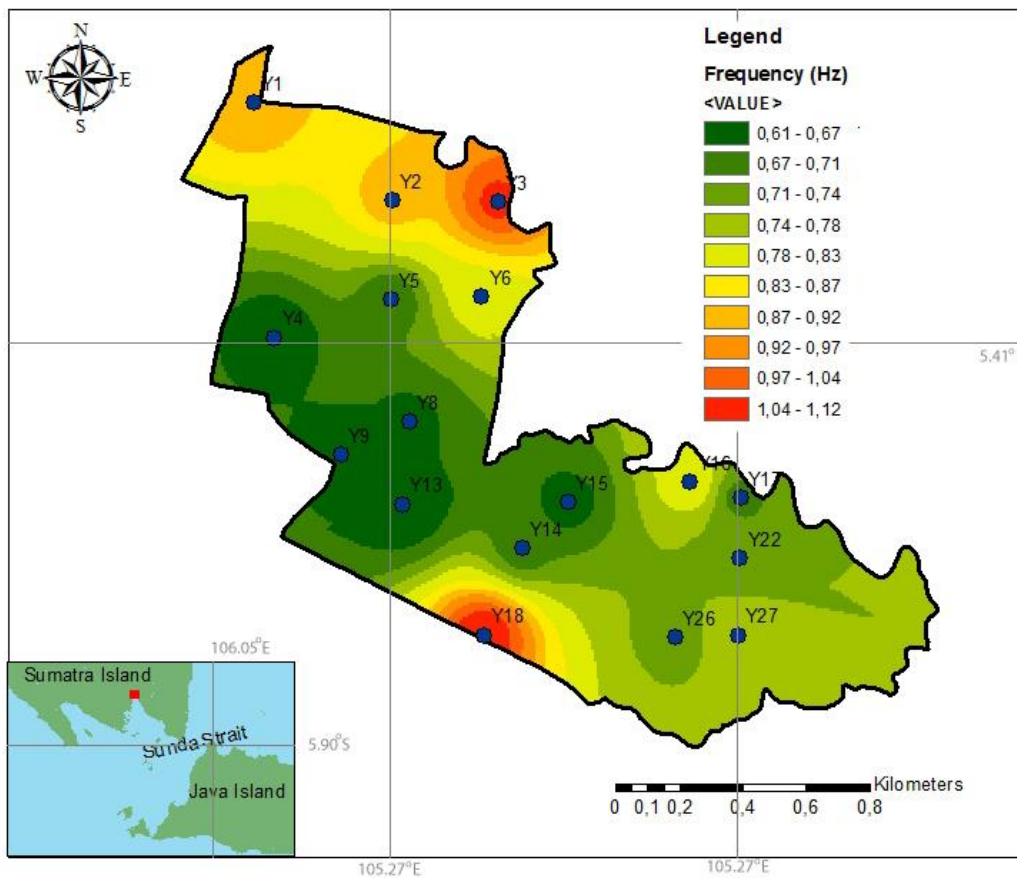 N
W E
S
Legend
Frequency (Hz)
<VALUE>
0,61 - 0,67
0,67 - 0,71
0,71 - 0,74
0,74 - 0,78
0,78 - 0,83
0,83 - 0,87
0,87 - 0,92
0,92 - 0,97
0,97 - 1,04
1,04 - 1,12
Y1
Y2
Y3
Y5
Y6
Y4
5.41°
Y8
Y9
Y16
Y15
Y17
Y13
Y14
Y22
Y18
Y26
Y27
106.05°E
Sumatra Island
Sunda Strait
5.90°S
Java Island
Kilometers
0 0,1 0,2 0,4 0,6 0,8
105.27°E
105.27°E